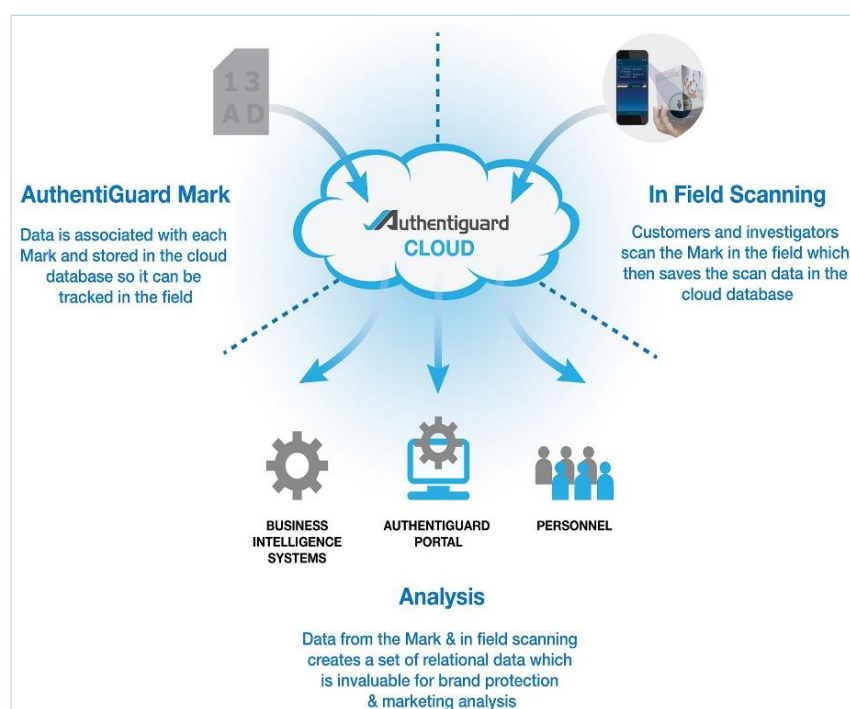 13
AD
Authentiguard
CLOUD
AuthentiGuard Mark
Data is associated with each
Mark and stored in the cloud
database so it can be
tracked in the field
In Field Scanning
Customers and investigators
scan the Mark in the field which
then saves the scan data in the
cloud database
BUSINESS
INTELLIGENCE
SYSTEMS
AUTHENTIGUARD
PORTAL
PERSONNEL
Analysis
Data from the Mark & in field scanning
creates a set of relational data which
is invaluable for brand protection
& marketing analysis